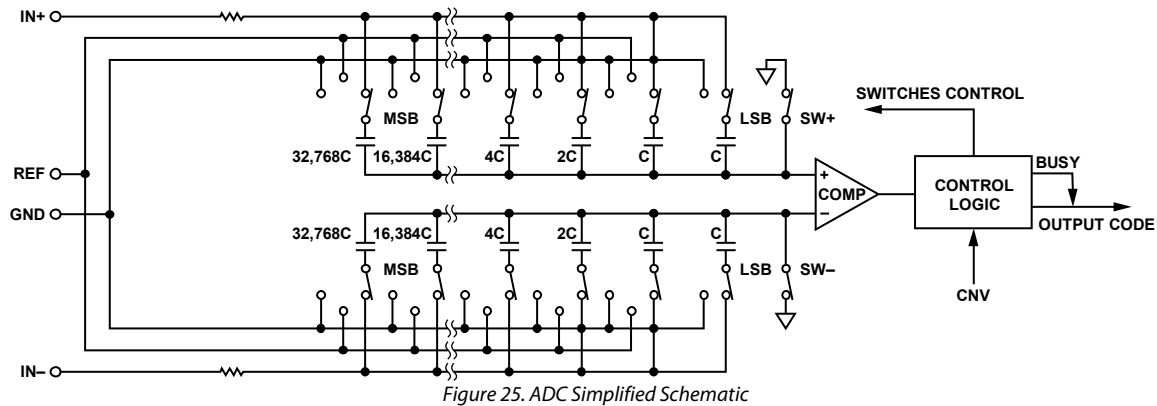 IN+
SWITCHES CONTROL
MSB
LSB
SW+
32,768C 16,384C 4C 2C C C
REF
GND
+
COMP
–
CONTROL
LOGIC
BUSY
OUTPUT CODE
32,768C 16,384C 4C 2C C C
MSB
LSB
SW–
CNV
IN–
Figure 25. ADC Simplified Schematic